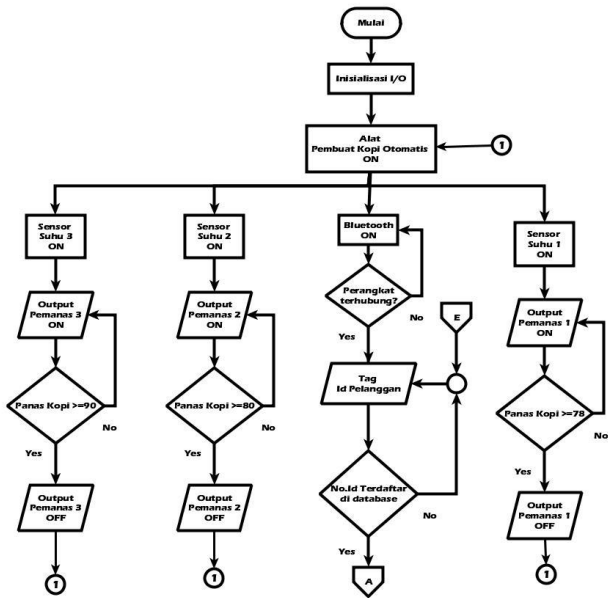 Mulai
Inisialisasi I/O
Alat
Pembuat Kopi Otomatis
ON
1
Sensor
Suhu 3
ON
Sensor
Suhu 2
ON
Bluetooth
ON
Sensor
Suhu 1
ON
Output
Pemanas 3
ON
Output
Pemanas 2
ON
Perangkat
terhubung?
No
Yes
E
Output
Pemanas 1
ON
Tag
Id Pelanggan
Panas Kopi >=90
No
Yes
Panas Kopi >=80
No
Yes
Panas Kopi >=78
No
Yes
No.Id Terdaftar
di database
No
Yes
Output
Pemanas 3
OFF
Output
Pemanas 2
OFF
Output
Pemanas 1
OFF
1
1
A
1